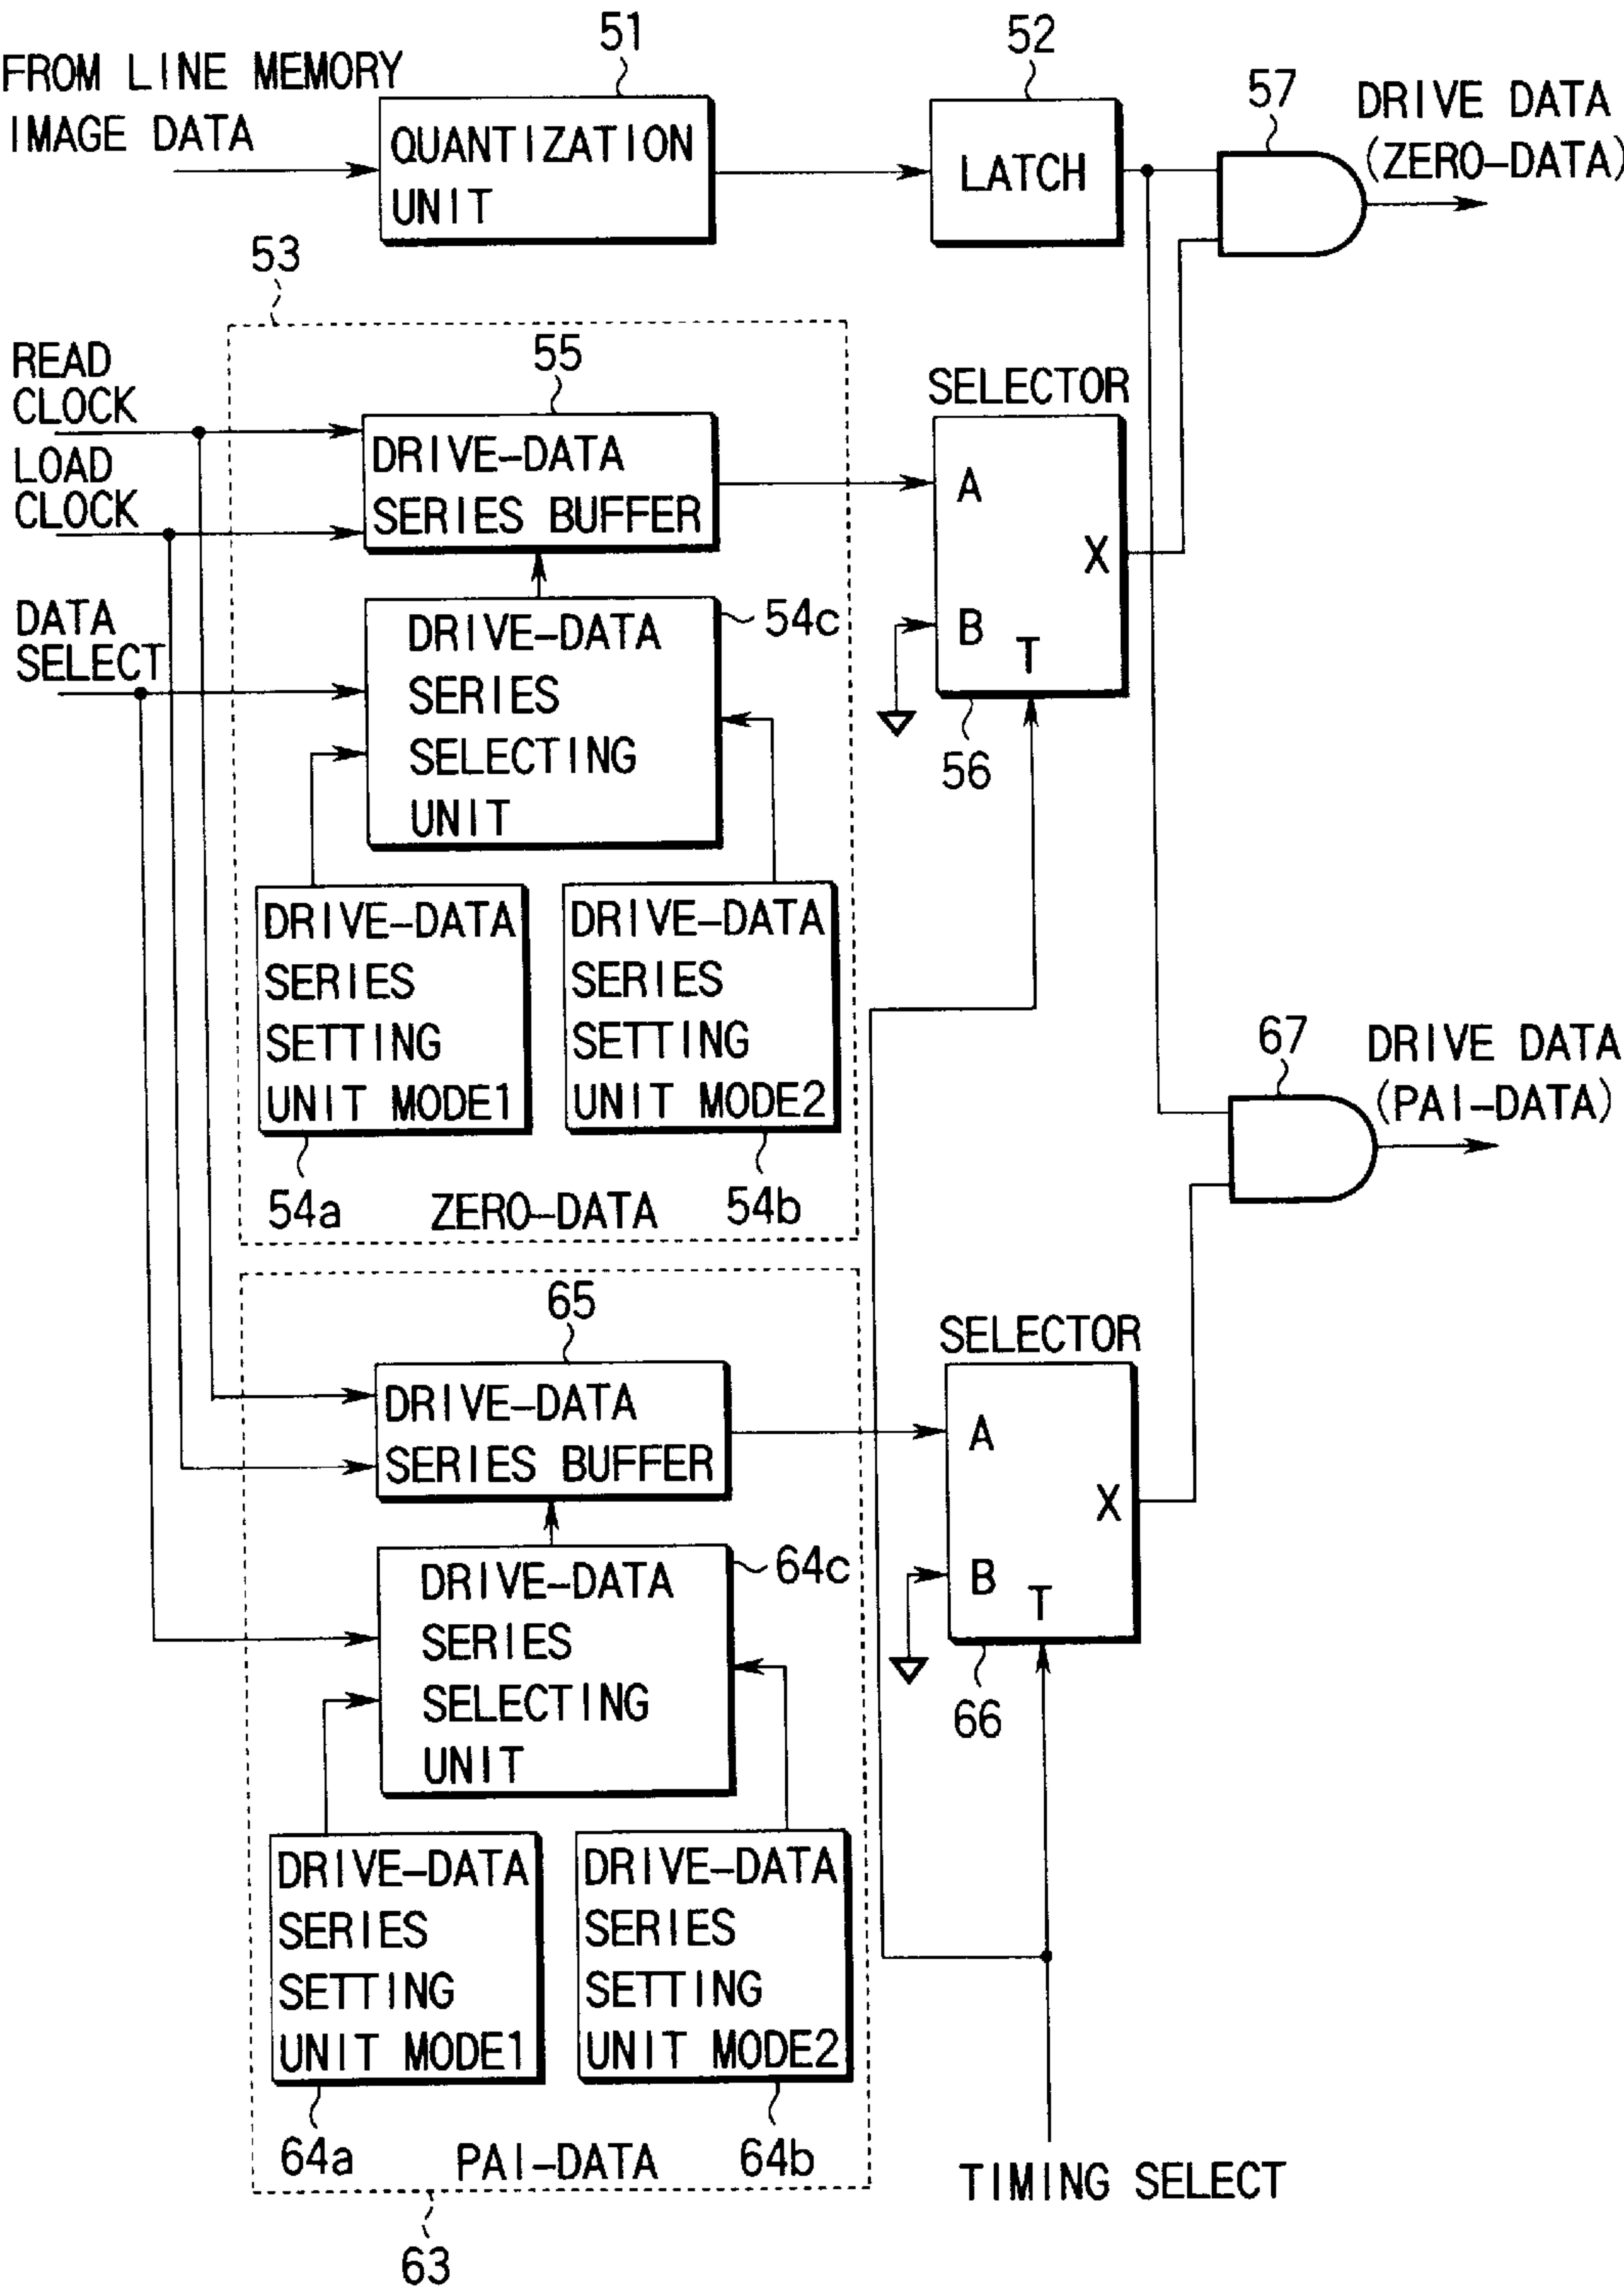 51
52
57
FROM LINE MEMORY
IMAGE DATA
QUANTIZATION
UNIT
LATCH
DRIVE DATA
(ZERO-DATA)
53
READ
CLOCK
LOAD
CLOCK
DATA
SELECT
55
DRIVE-DATA
SERIES BUFFER
SELECTOR
A
B
X
T
56
54c
DRIVE-DATA
SERIES
SELECTING
UNIT
DRIVE-DATA
SERIES
SETTING
UNIT MODE1
DRIVE-DATA
SERIES
SETTING
UNIT MODE2
54a
ZERO-DATA
54b
67
DRIVE DATA
(PAI-DATA)
65
DRIVE-DATA
SERIES BUFFER
SELECTOR
A
B
X
T
66
64c
DRIVE-DATA
SERIES
SELECTING
UNIT
DRIVE-DATA
SERIES
SETTING
UNIT MODE1
DRIVE-DATA
SERIES
SETTING
UNIT MODE2
64a
PAI-DATA
64b
TIMING SELECT
63